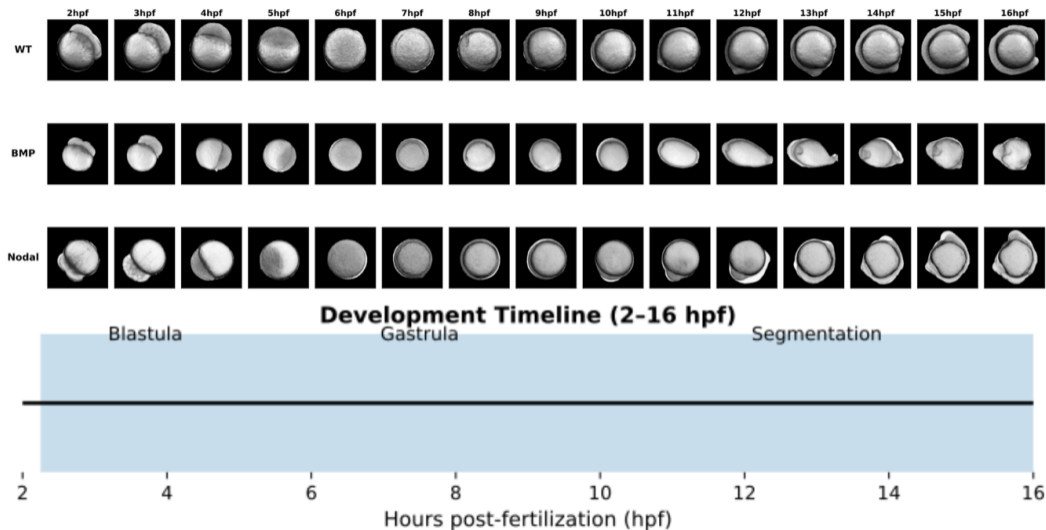 2hpf 3hpf 4hpf 5hpf 6hpf 7hpf 8hpf 9hpf 10hpf 11hpf 12hpf 13hpf 14hpf 15hpf 16hpf
WT
BMP
Nodal
Development Timeline (2–16 hpf)
Blastula Gastrula Segmentation
2 4 6 8 10 12 14 16
Hours post-fertilization (hpf)